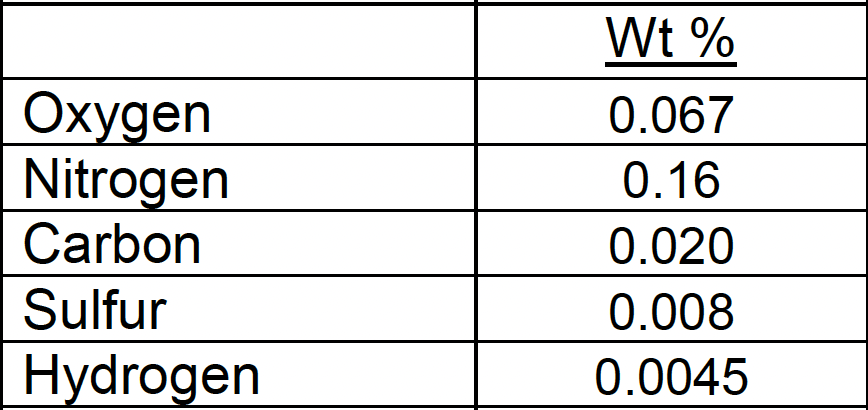 Wt %
Oxygen 0.067
Nitrogen 0.16
Carbon 0.020
Sulfur 0.008
Hydrogen 0.0045